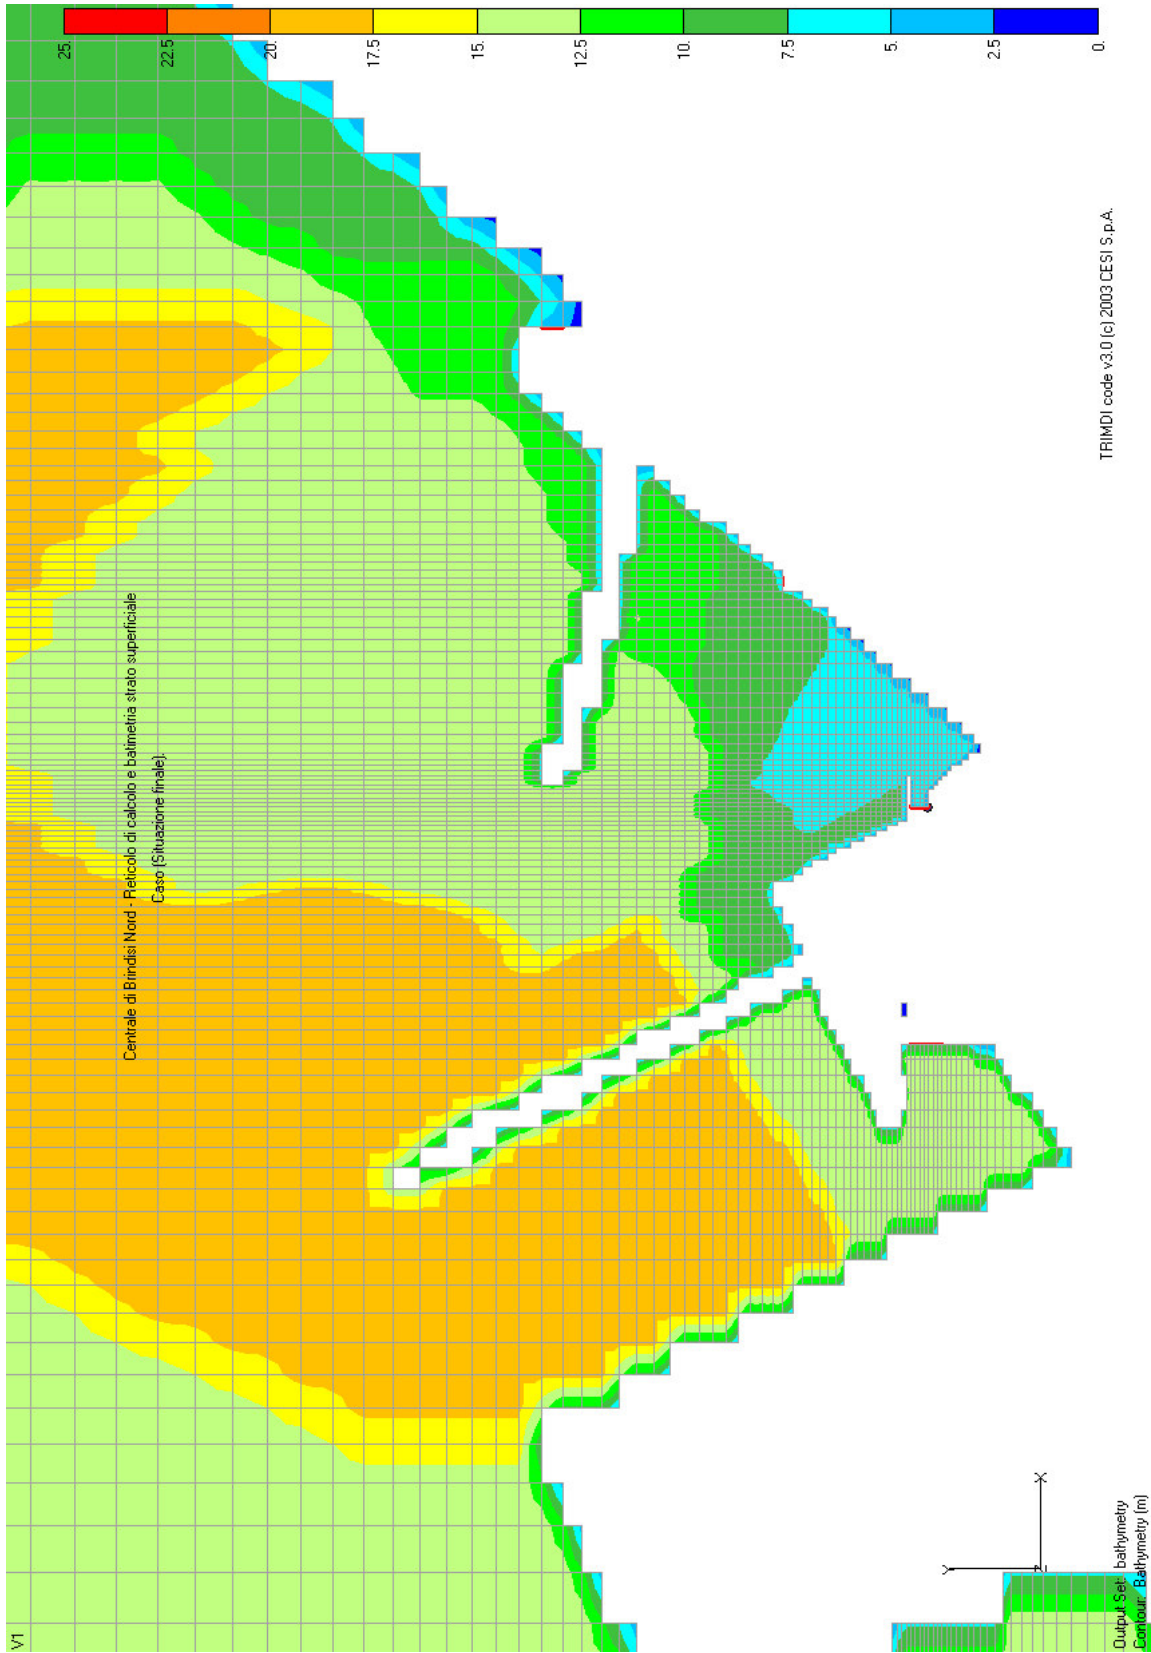 V1
Centrale di Brindisi Nord - Reticolo di calcolo e batimetria strato superficiale
Caso (Situazione finale).
25.
22.5
20.
17.5
15.
12.5
10.
7.5
5.
2.5
0.
TRIMDI code v3.0 (c) 2003 CESI S.p.A.
Y
X
Output Set: bathymetry
Contour: Bathymetry (m)